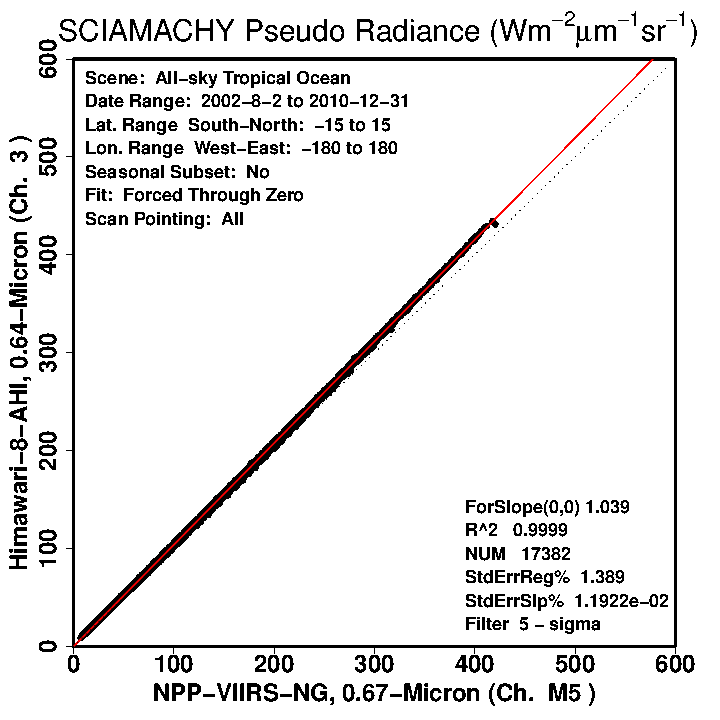 SCIAMACHY Pseudo Radiance (Wm−2μm−1sr−1)
Scene: All−sky Tropical Ocean
Date Range: 2002−8−2 to 2010−12−31
Lat. Range South−North: −15 to 15
Lon. Range West−East: −180 to 180
Seasonal Subset: No
Fit: Forced Through Zero
Scan Pointing: All
Himawari−8−AHI, 0.64−Micron (Ch. 3 )
600
500
400
300
200
100
0
ForSlope(0,0) 1.039
R^2 0.9999
NUM 17382
StdErrReg% 1.389
StdErrSlp% 1.1922e−02
Filter 5 − sigma
0 100 200 300 400 500 600
NPP−VIIRS−NG, 0.67−Micron (Ch. M5 )